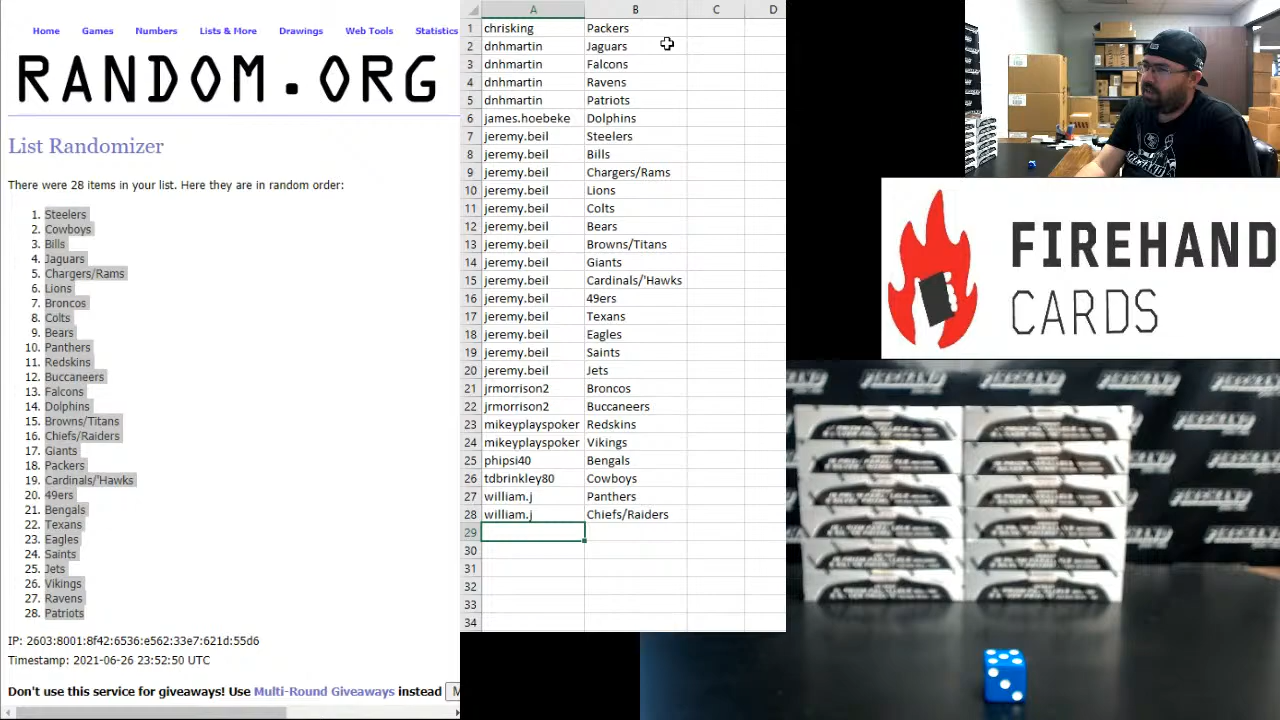 Home Games Numbers Lists & More Drawings Web Tools Statistics
RANDOM.ORG
List Randomizer
There were 28 items in your list. Here they are in random order:
1. Steelers
2. Cowboys
3. Bills
4. Jaguars
5. Chargers/Rams
6. Lions
7. Broncos
8. Colts
9. Bears
10. Panthers
11. Redskins
12. Buccaneers
13. Falcons
14. Dolphins
15. Browns/Titans
16. Chiefs/Raiders
17. Giants
18. Packers
19. Cardinals/'Hawks
20. 49ers
21. Bengals
22. Texans
23. Eagles
24. Saints
25. Jets
26. Vikings
27. Ravens
28. Patriots
IP: 2603:8001:8f42:6536:e562:33e7:621d:55d6
Timestamp: 2021-06-26 23:52:50 UTC
Don't use this service for giveaways! Use Multi-Round Giveaways instead
A B C D
1 chrisking Packers
2 dnhmartin Jaguars
3 dnhmartin Falcons
4 dnhmartin Ravens
5 dnhmartin Patriots
6 james.hoebeke Dolphins
7 jeremy.beil Steelers
8 jeremy.beil Bills
9 jeremy.beil Chargers/Rams
10 jeremy.beil Lions
11 jeremy.beil Colts
12 jeremy.beil Bears
13 jeremy.beil Browns/Titans
14 jeremy.beil Giants
15 jeremy.beil Cardinals/'Hawks
16 jeremy.beil 49ers
17 jeremy.beil Texans
18 jeremy.beil Eagles
19 jeremy.beil Saints
20 jeremy.beil Jets
21 jrmorrison2 Broncos
22 jrmorrison2 Buccaneers
23 mikeyplayspoker Redskins
24 mikeyplayspoker Vikings
25 phipsi40 Bengals
26 tdbrinkley80 Cowboys
27 william.j Panthers
28 william.j Chiefs/Raiders
29
30
31
32
33
34
FIREHAND
CARDS